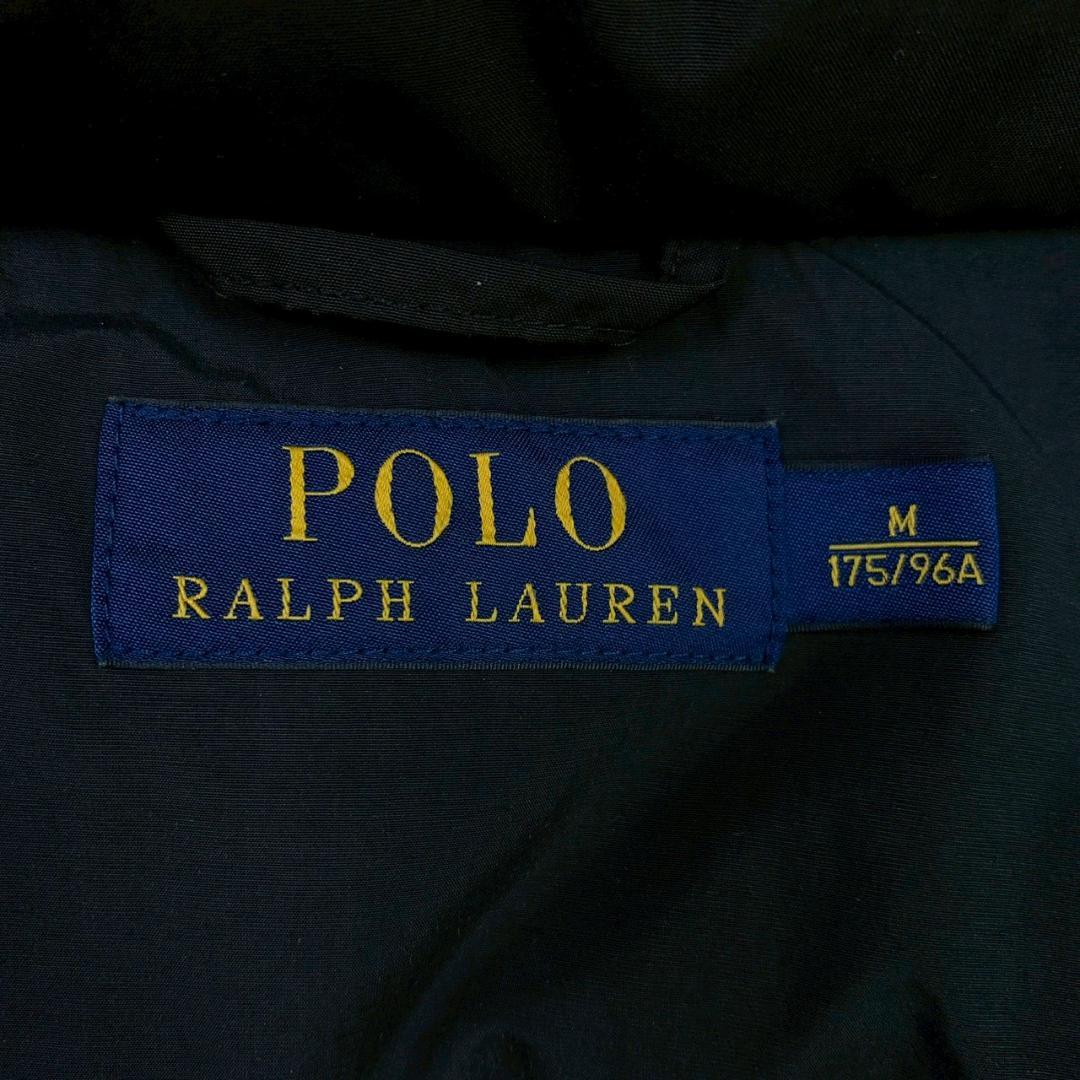 POLO
RALPH LAUREN
M
175/96A